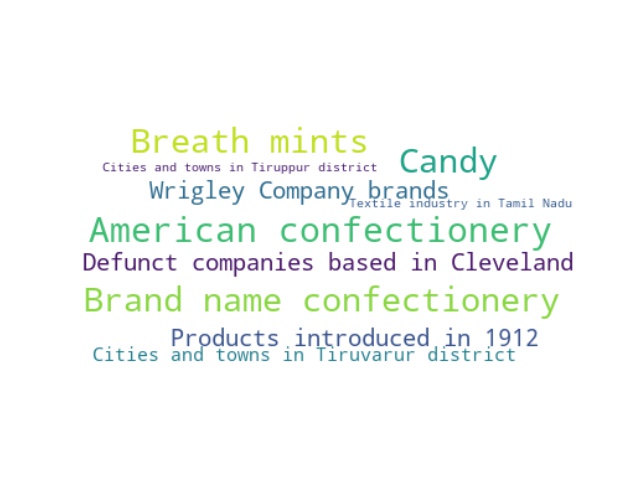 Breath mints
Candy
Cities and towns in Tiruppur district
Wrigley Company brands
Textile industry in Tamil Nadu
American confectionery
Defunct companies based in Cleveland
Brand name confectionery
Products introduced in 1912
Cities and towns in Tiruvarur district